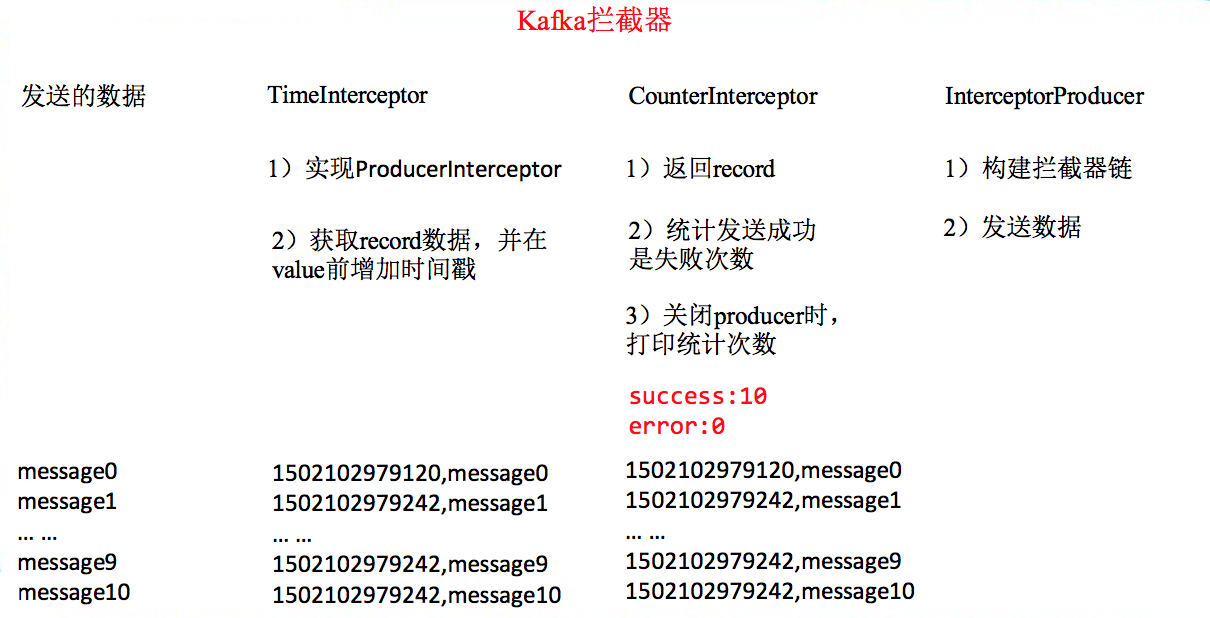 Kafka拦截器
发送的数据
TimeInterceptor
CounterInterceptor
InterceptorProducer
1）实现ProducerInterceptor
1）返回record
1）构建拦截器链
2）获取record数据，并在
value前增加时间戳
2）统计发送成功
是失败次数
2）发送数据
3）关闭producer时，
打印统计次数
success:10
error:0
message0
1502102979120,message0
1502102979120,message0
message1
1502102979242,message1
1502102979242,message1
... ...
... ...
... ...
message9
1502102979242,message9
1502102979242,message9
message10
1502102979242,message10
1502102979242,message10